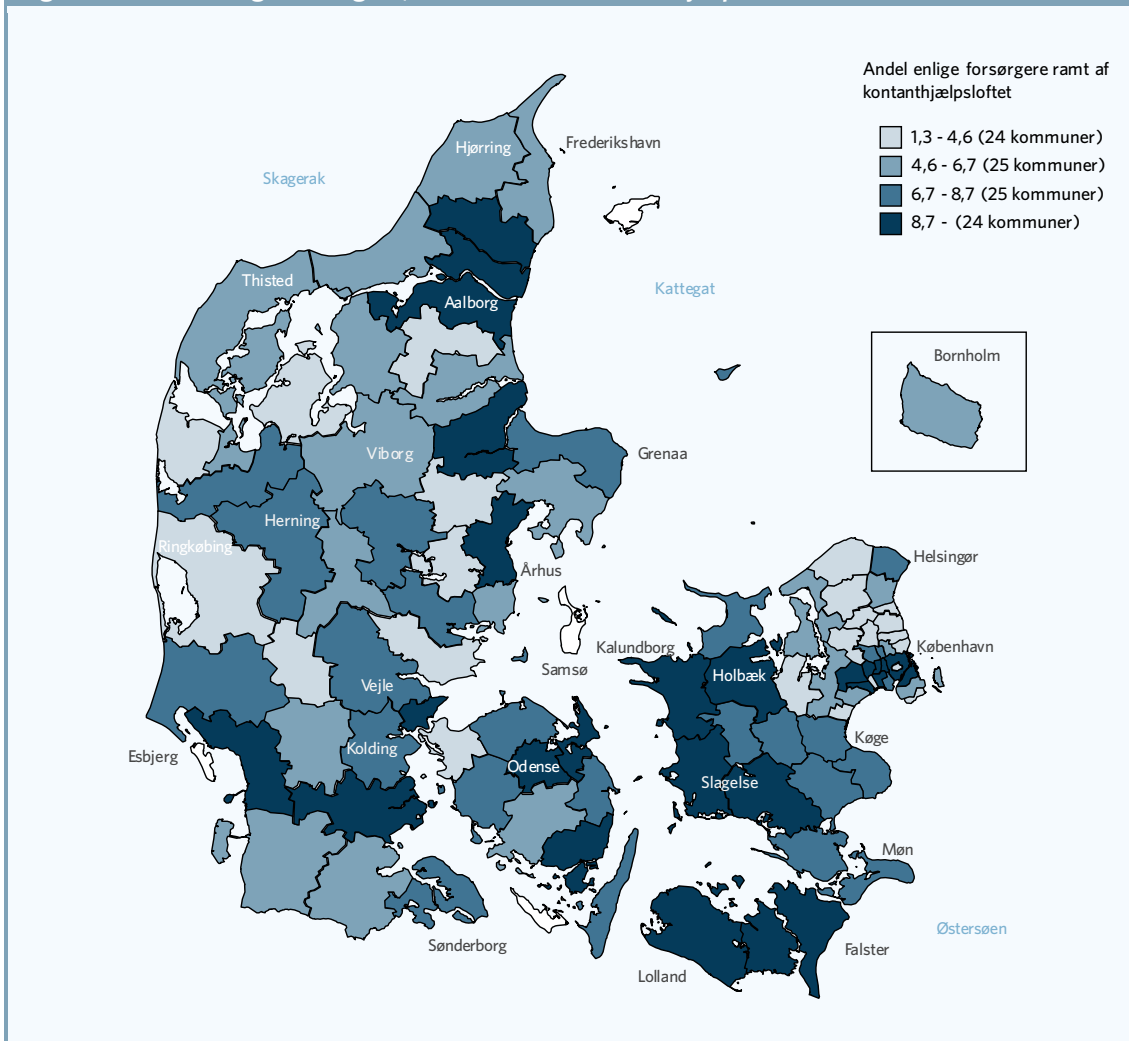 Andel enlige forsørgere ramt af
kontanthjælpsloftet
1,3 - 4,6 (24 kommuner)
4,6 - 6,7 (25 kommuner)
6,7 - 8,7 (25 kommuner)
8,7 - (24 kommuner)
Hjørring
Frederikshavn
Skagerak
Thisted
Kattegat
Aalborg
Bornholm
Viborg
Grenaa
Herning
Ringkøbing
Helsingør
Århus
Kalundborg
København
Samsø
Holbæk
Vejle
Køge
Kolding
Esbjerg
Odense
Slagelse
Møn
Østersøen
Sønderborg
Falster
Lolland